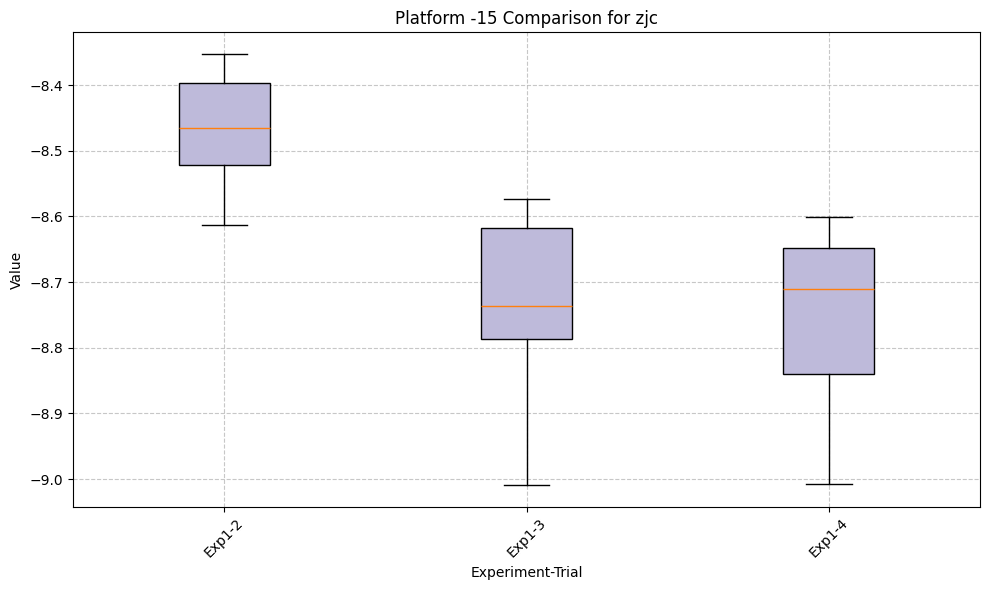 Platform -15 Comparison for zjc
−8.4
−8.5
−8.6
−8.7
−8.8
−8.9
−9.0
Value
Exp1-2
Exp1-3
Exp1-4
Experiment-Trial